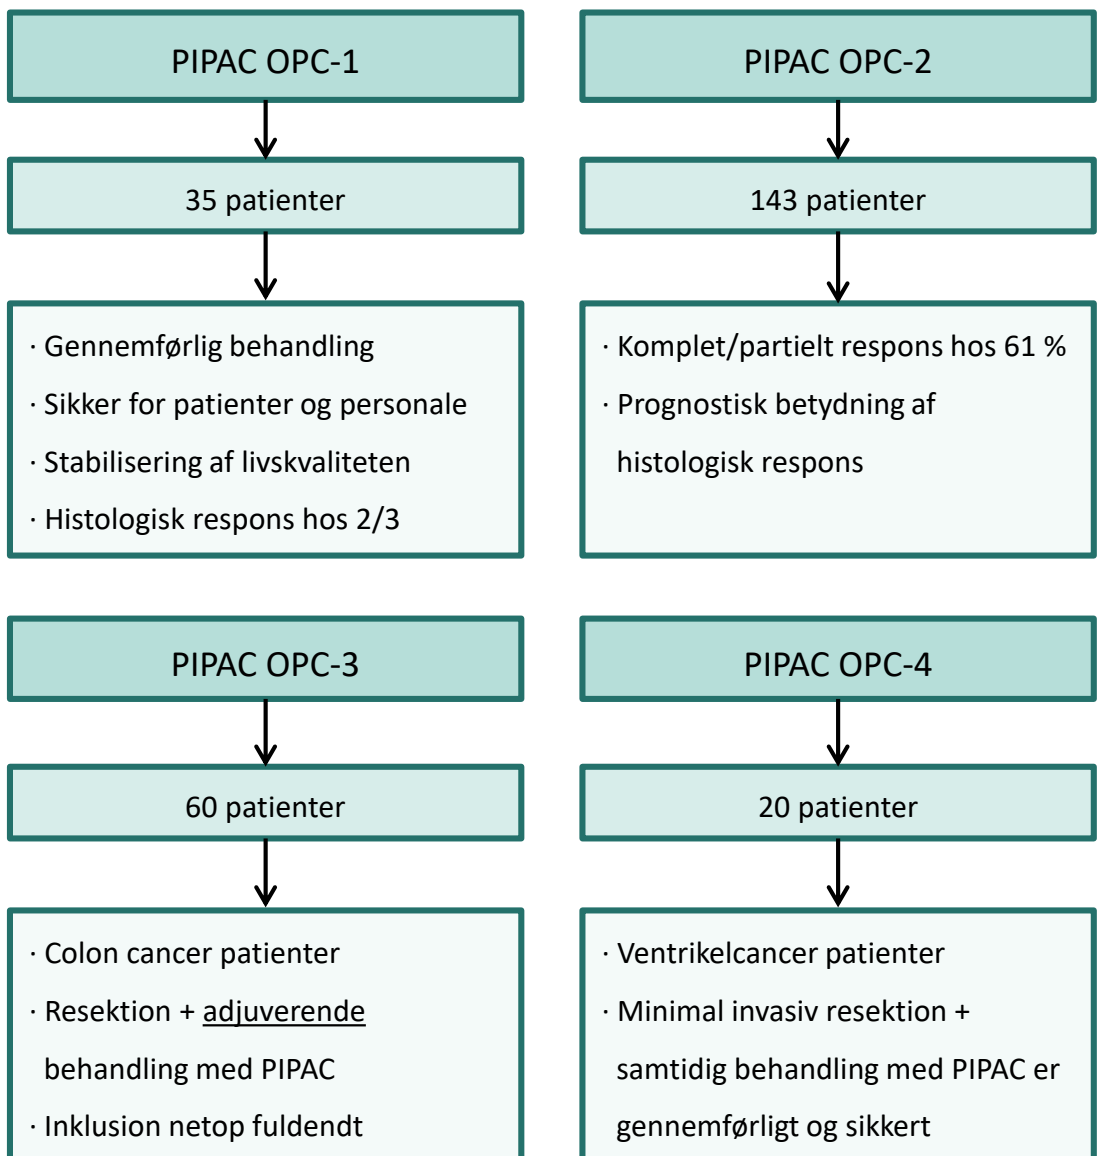 PIPAC OPC-1
35 patienter
· Gennemførlig behandling
· Sikker for patienter og personale
· Stabilisering af livskvaliteten
· Histologisk respons hos 2/3
PIPAC OPC-2
143 patienter
· Komplet/partielt respons hos 61 %
· Prognostisk betydning af
histologisk respons
PIPAC OPC-3
60 patienter
· Colon cancer patienter
· Resektion + adjuverende
behandling med PIPAC
· Inklusion netop fuldendt
PIPAC OPC-4
20 patienter
· Ventrikelcancer patienter
· Minimal invasiv resektion +
samtidig behandling med PIPAC er
gennemførligt og sikkert